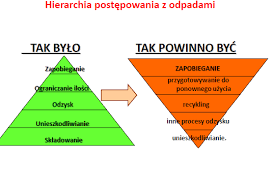 Hierarchia postępowania z odpadami
TAK BYŁO
Zapobieganie
Ograniczanie ilości
Odzysk
Unieszkodliwianie
Składowanie
TAK POWINNO BYĆ
ZAPOBIEGANIE
przygotowywanie do
ponownego użycia
recykling
inne procesy odzysku
unieszkodliwianie.